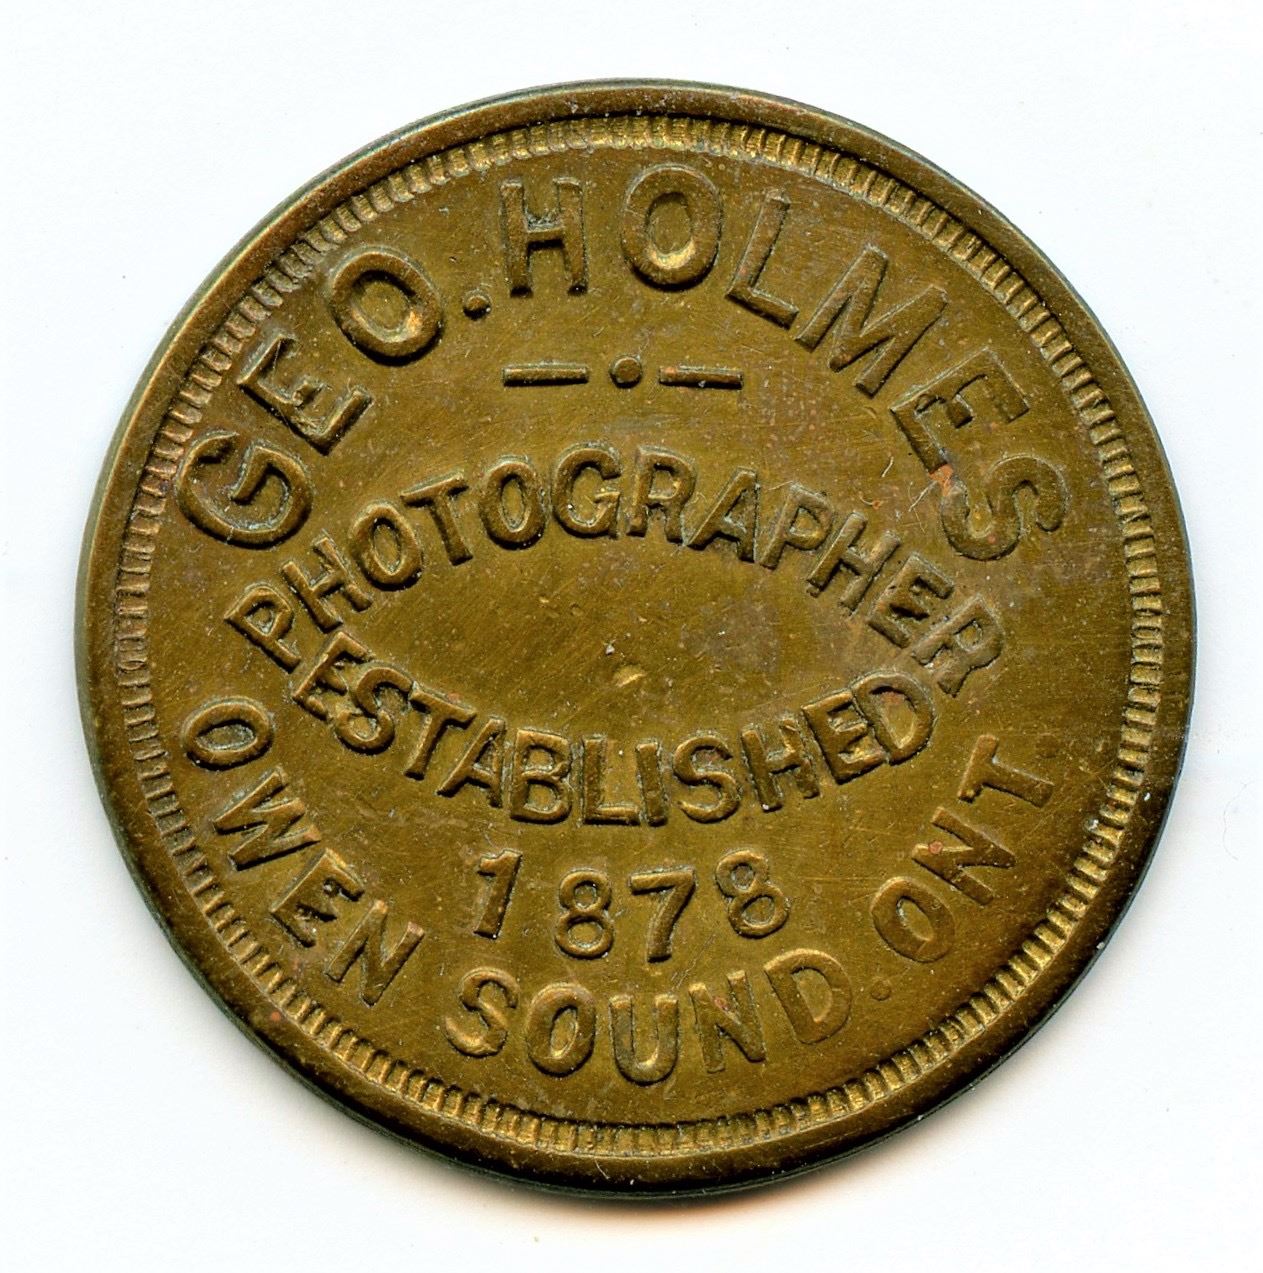 GEO. HOLMES
PHOTOGRAPHER
ESTABLISHED
1878
OWEN SOUND. ONT.